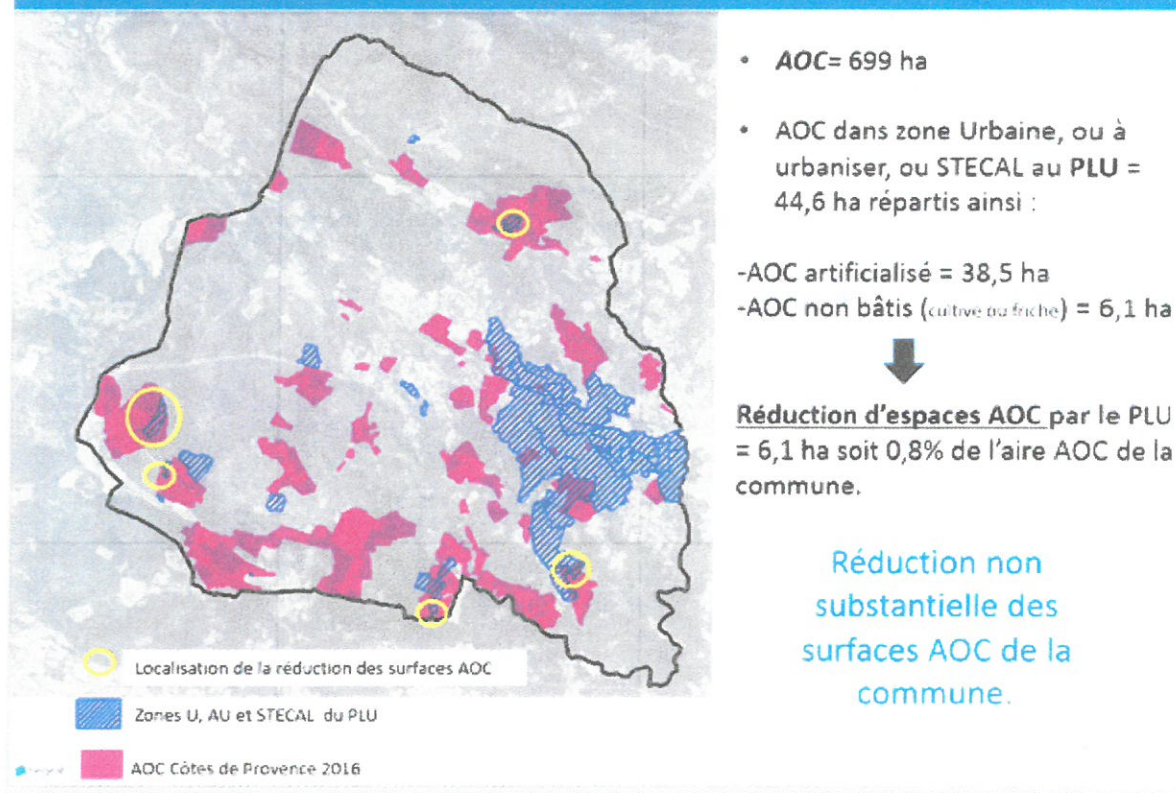 • AOC= 699 ha
• AOC dans zone Urbaine, ou à
urbaniser, ou STECAL au PLU =
44,6 ha répartis ainsi :
-AOC artificialisé = 38,5 ha
-AOC non bâtis (cultivé ou friche) = 6,1 ha
Réduction d'espaces AOC par le PLU
= 6,1 ha soit 0,8% de l'aire AOC de la
commune.
Réduction non
substantielle des
surfaces AOC de la
commune.
Localisation de la réduction des surfaces AOC
Zones U, AU et STECAL du PLU
AOC Côtes de Provence 2016